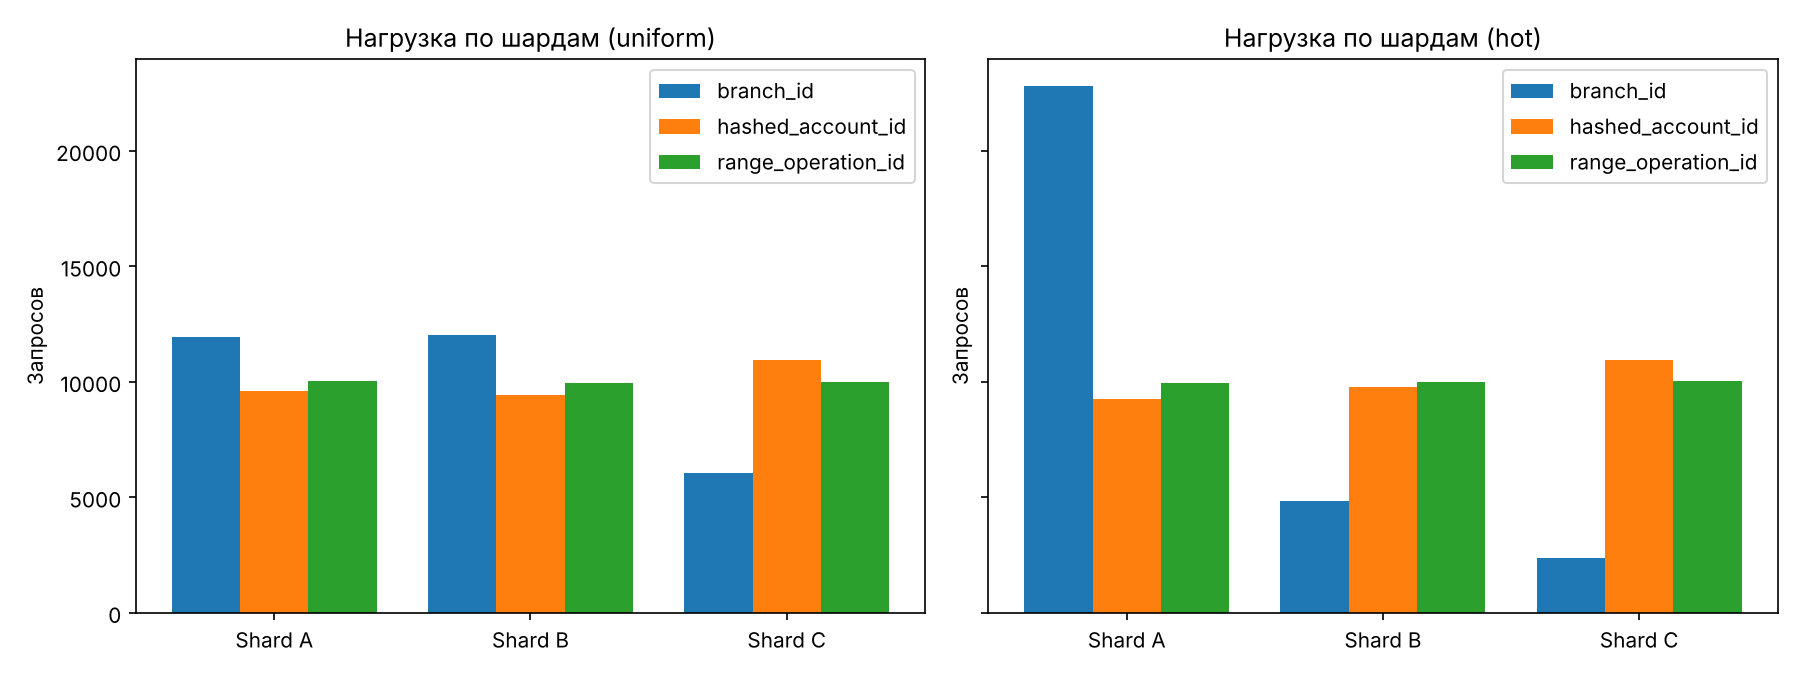 Нагрузка по шардам (uniform)
branch_id
hashed_account_id
range_operation_id
Запросов
20000
15000
10000
5000
0
Shard A
Shard B
Shard C
Нагрузка по шардам (hot)
branch_id
hashed_account_id
range_operation_id
Запросов
Shard A
Shard B
Shard C